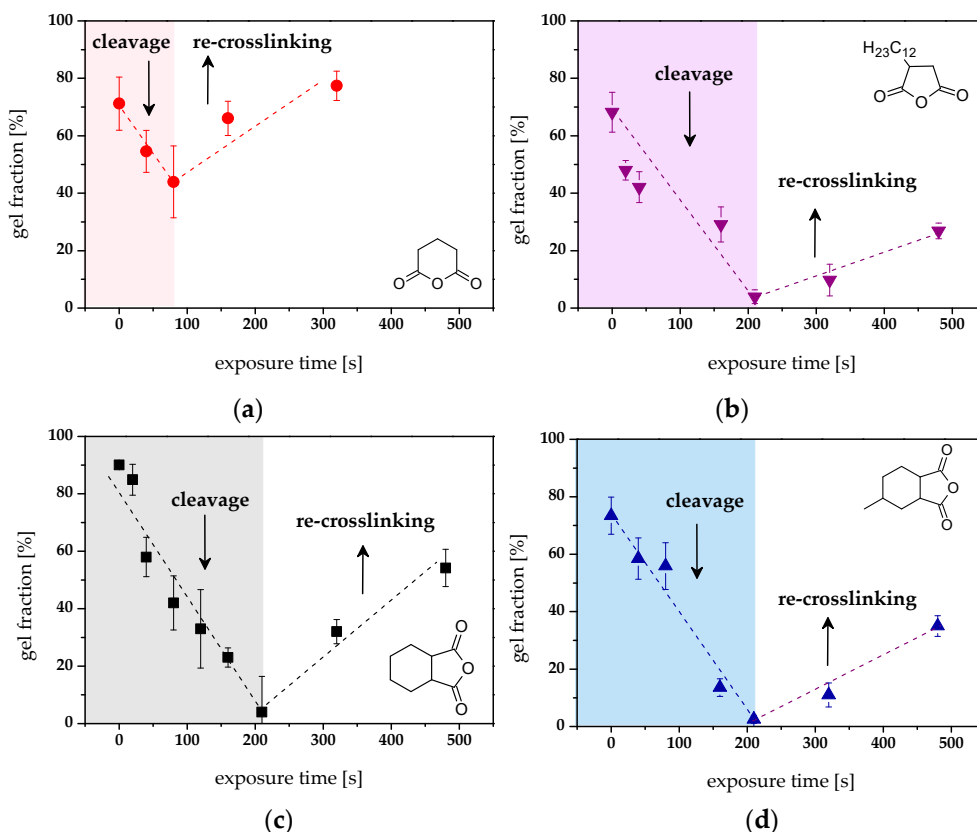 100
80
60
40
20
0
gel fraction [%]
cleavage
re-crosslinking
O
O
O
0 100 200 300 400 500
exposure time [s]
(a)
100
80
60
40
20
0
gel fraction [%]
H23C12
cleavage
re-crosslinking
O
O
O
0 100 200 300 400 500
exposure time [s]
(b)
100
80
60
40
20
0
gel fraction [%]
cleavage
re-crosslinking
O
O
O
0 100 200 300 400 500
exposure time [s]
(c)
100
80
60
40
20
0
gel fraction [%]
cleavage
re-crosslinking
O
O
O
0 100 200 300 400 500
exposure time [s]
(d)